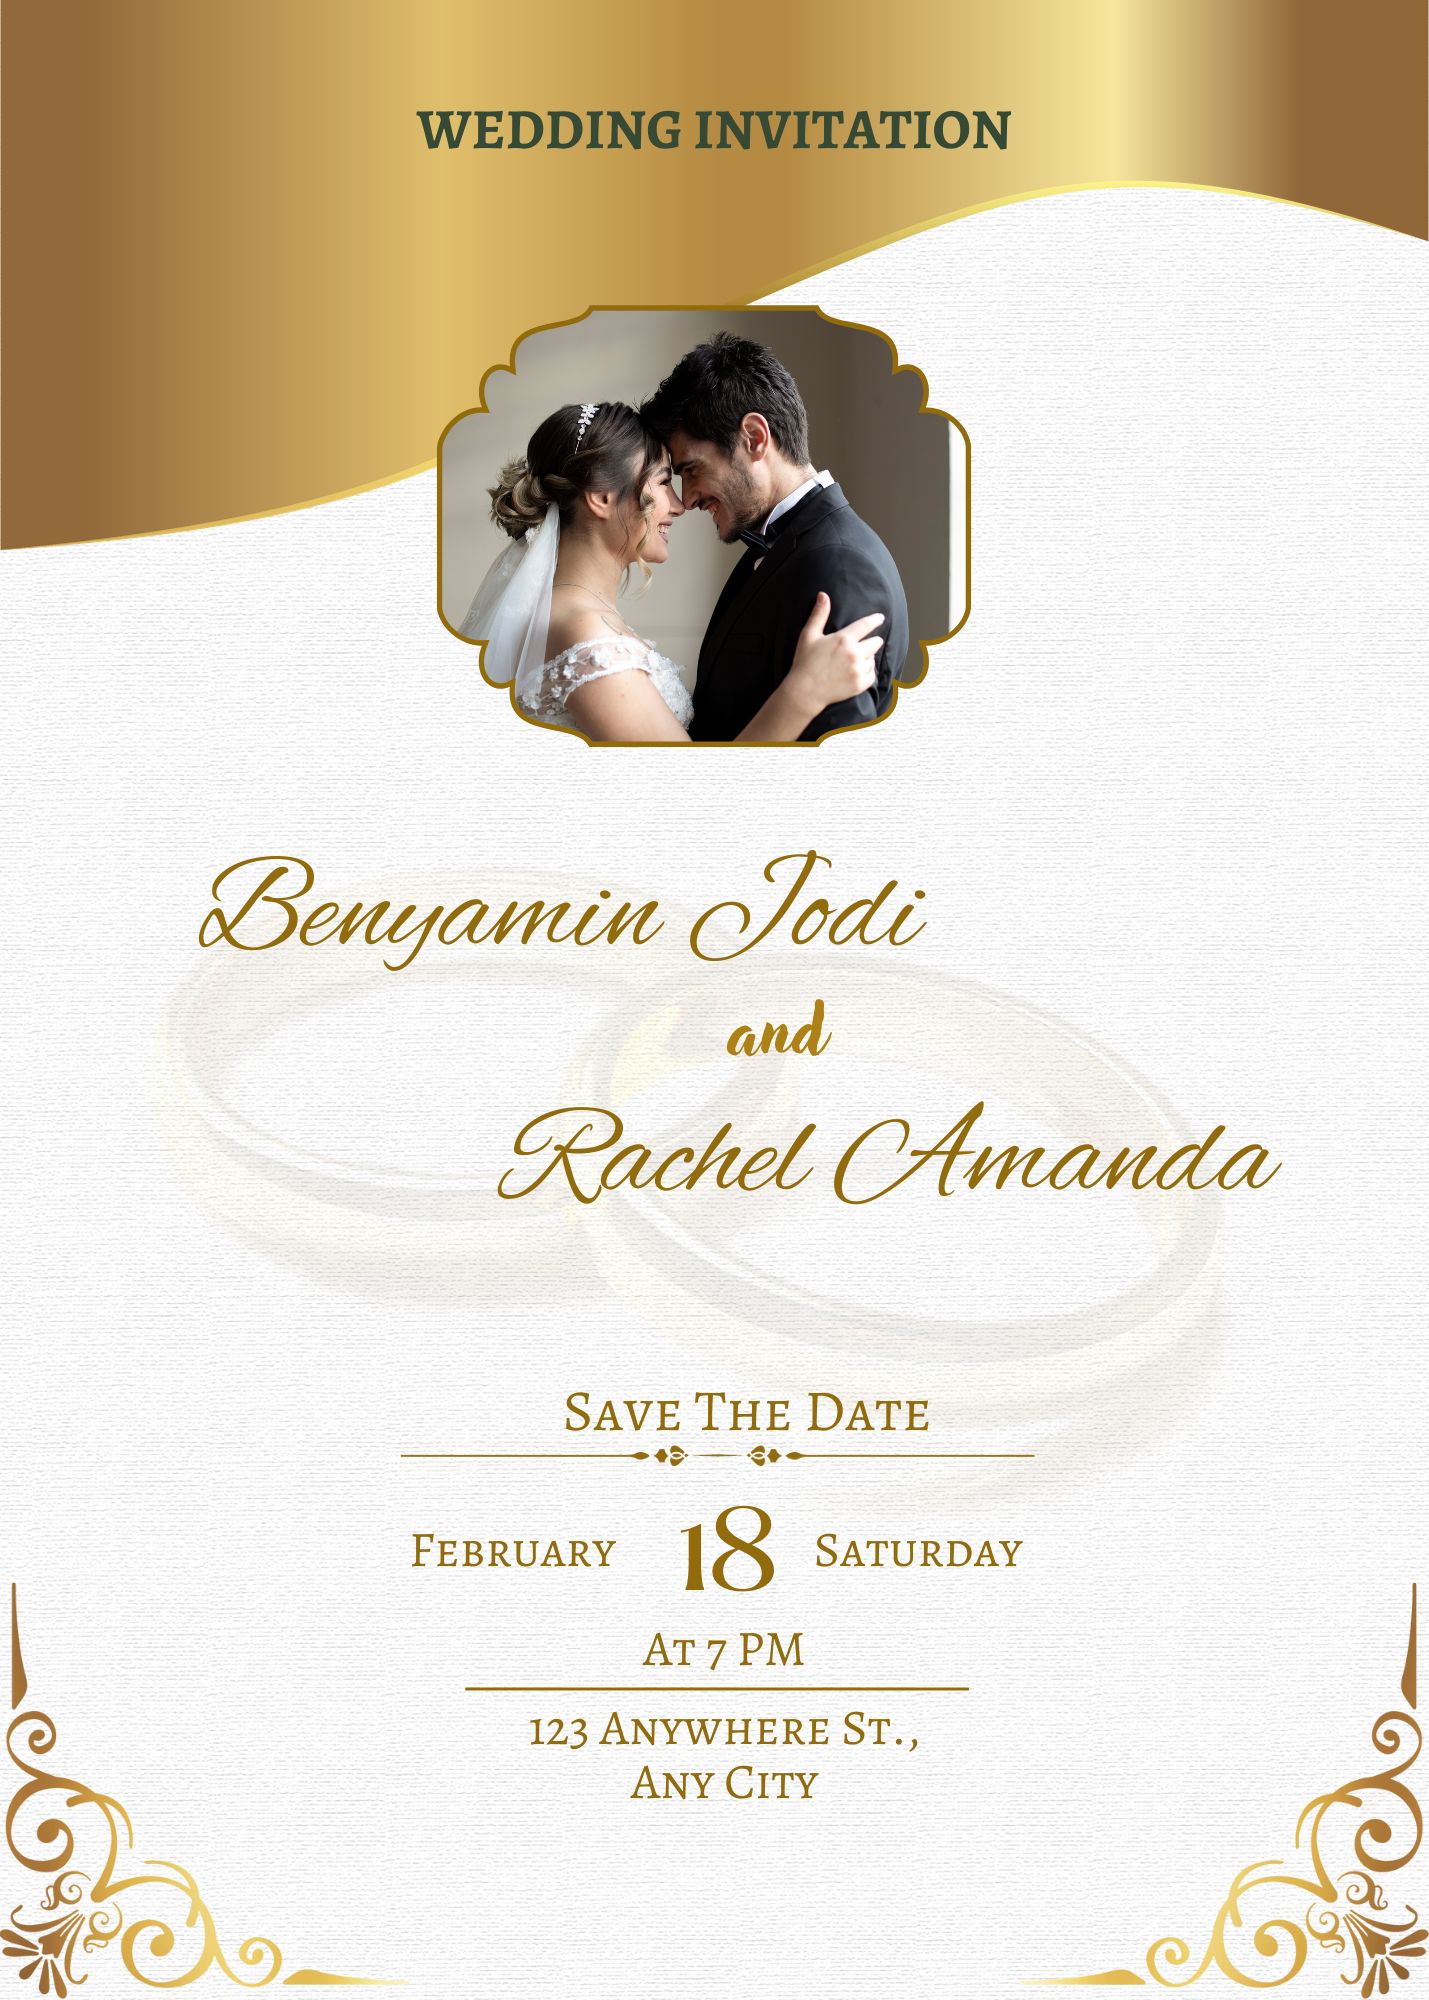 WEDDING INVITATION
Benyamin Jodi
and
Rachel Amanda
Save The Date
February 18 Saturday
At 7 PM
123 Anywhere St.,
Any City